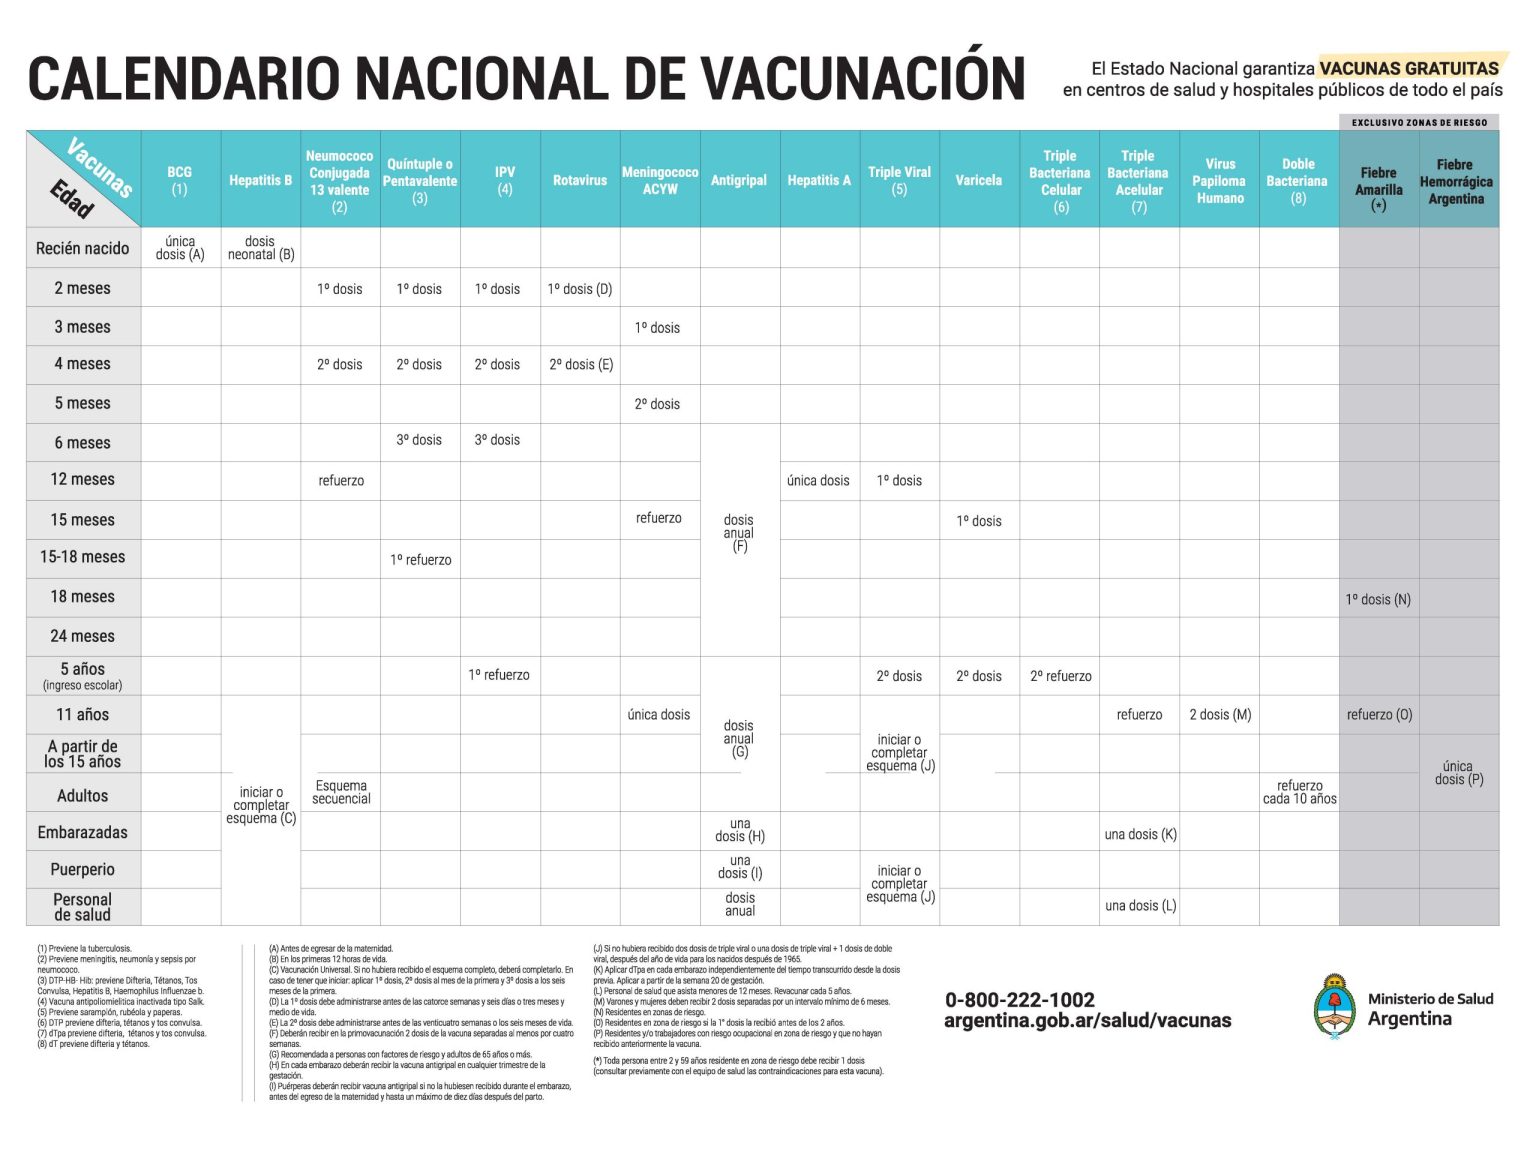 CALENDARIO NACIONAL DE VACUNACIÓN
El Estado Nacional garantiza VACUNAS GRATUITAS
en centros de salud y hospitales públicos de todo el país
EXCLUSIVO ZONAS DE RIESGO
Vacunas
Edad
BCG
(1)
Hepatitis B
Neumococo
Conjugada
13 valente
(2)
Quíntuple o
Pentavalente
(3)
IPV
(4)
Rotavirus
Meningococo
ACYW
Antigripal
Hepatitis A
Triple Viral
(5)
Varicela
Triple
Bacteriana
Celular
(6)
Triple
Bacteriana
Acelular
(7)
Virus
Papiloma
Humano
Doble
Bacteriana
(8)
Fiebre
Amarilla
(*)
Fiebre
Hemorrágica
Argentina
Recién nacido
única
dosis (A)
dosis
neonatal (B)
2 meses
1º dosis
1º dosis
1º dosis
1º dosis (D)
3 meses
1º dosis
4 meses
2º dosis
2º dosis
2º dosis
2º dosis (E)
5 meses
2º dosis
6 meses
3º dosis
3º dosis
12 meses
refuerzo
única dosis
1º dosis
15 meses
refuerzo
dosis
anual
(F)
1º dosis
15-18 meses
1º refuerzo
18 meses
1º dosis (N)
24 meses
5 años
(ingreso escolar)
1º refuerzo
2º dosis
2º dosis
2º refuerzo
11 años
única dosis
dosis
anual
(G)
refuerzo
2 dosis (M)
refuerzo (O)
A partir de
los 15 años
iniciar o
completar
esquema (J)
única
dosis (P)
Adultos
iniciar o
completar
esquema (C)
Esquema
secuencial
refuerzo
cada 10 años
Embarazadas
una
dosis (H)
una dosis (K)
Puerperio
una
dosis (I)
iniciar o
completar
esquema (J)
Personal
de salud
dosis
anual
una dosis (L)
(1) Previene la tuberculosis.
(2) Previene meningitis, neumonía y sepsis por
neumococo.
(3) DTP-HB- Hib: previene Difteria, Tétanos, Tos
Convulsa, Hepatitis B, Haemophilus Influenzae b.
(4) Vacuna antipoliomielitica inactivada tipo Salk.
(5) Previene sarampión, rubéola y paperas.
(6) DTP previene difteria, tétanos y tos convulsa.
(7) dTpa previene difteria, tétanos y tos convulsa.
(8) dT previene difteria y tétanos.
(A) Antes de egresar de la maternidad.
(B) En los primeras 12 horas de vida.
(C) Vacunación Universal. Si no hubiera recibido el esquema completo, deberá completarlo. En
caso de tener que iniciar: aplicar 1º dosis, 2º dosis al mes de la primera y 3º dosis a los seis
meses de la primera.
(D) La 1º dosis debe administrarse antes de las catorce semanas y seis días o tres meses y
medio de vida.
(E) La 2º dosis debe administrarse antes de las venticuatro semanas o los seis meses de vida.
(F) Deberán recibir en la primovacunación 2 dosis de la vacuna separadas al menos por cuatro
semanas.
(G) Recomendada a personas con factores de riesgo y adultos de 65 años o más.
(H) En cada embarazo deberán recibir la vacuna antigripal en cualquier trimestre de la
gestación.
(I) Puérperas deberán recibir vacuna antigripal si no la hubiesen recibido durante el embarazo,
antes del egreso de la maternidad y hasta un máximo de diez días después del parto.
(J) Si no hubiera recibido dos dosis de triple viral o una dosis de triple viral + 1 dosis de doble
viral, después del año de vida para los nacidos después de 1965.
(K) Aplicar dTpa en cada embarazo independientemente del tiempo transcurrido desde la dosis
previa. Aplicar a partir de la semana 20 de gestación.
(L) Personal de salud que asista menores de 12 meses. Revacunar cada 5 años.
(M) Varones y mujeres deben recibir 2 dosis separadas por un intervalo mínimo de 6 meses.
(N) Residentes en zonas de riesgo.
(O) Residentes en zona de riesgo si la 1° dosis la recibió antes de los 2 años.
(P) Residentes y/o trabajadores con riesgo ocupacional en zona de riesgo y que no hayan
recibido anteriormente la vacuna.
(*) Toda persona entre 2 y 59 años residente en zona de riesgo debe recibir 1 dosis
(consultar previamente con el equipo de salud las contraindicaciones para esta vacuna).
0-800-222-1002
argentina.gob.ar/salud/vacunas
Ministerio de Salud
Argentina